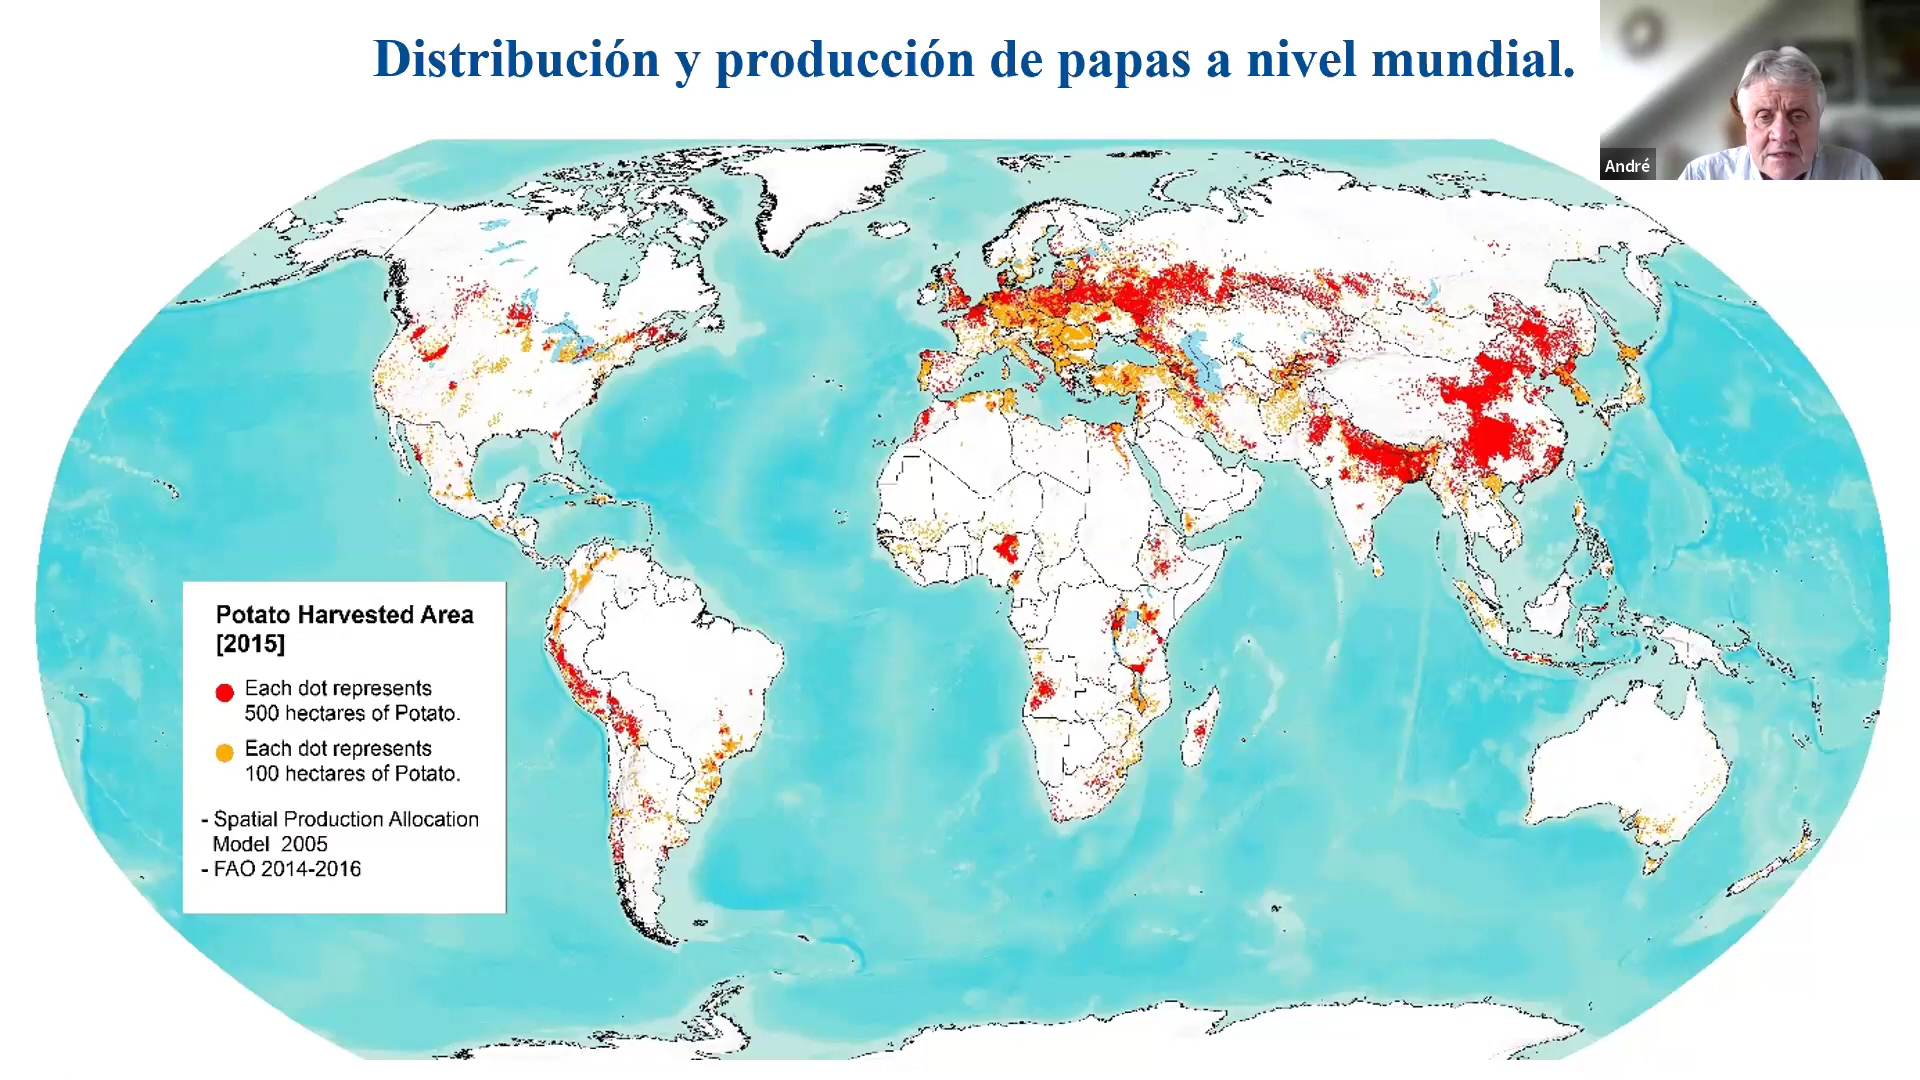 Distribución y producción de papas a nivel mundial.
André
Potato Harvested Area
[2015]
Each dot represents
500 hectares of Potato.
Each dot represents
100 hectares of Potato.
- Spatial Production Allocation
Model 2005
- FAO 2014-2016